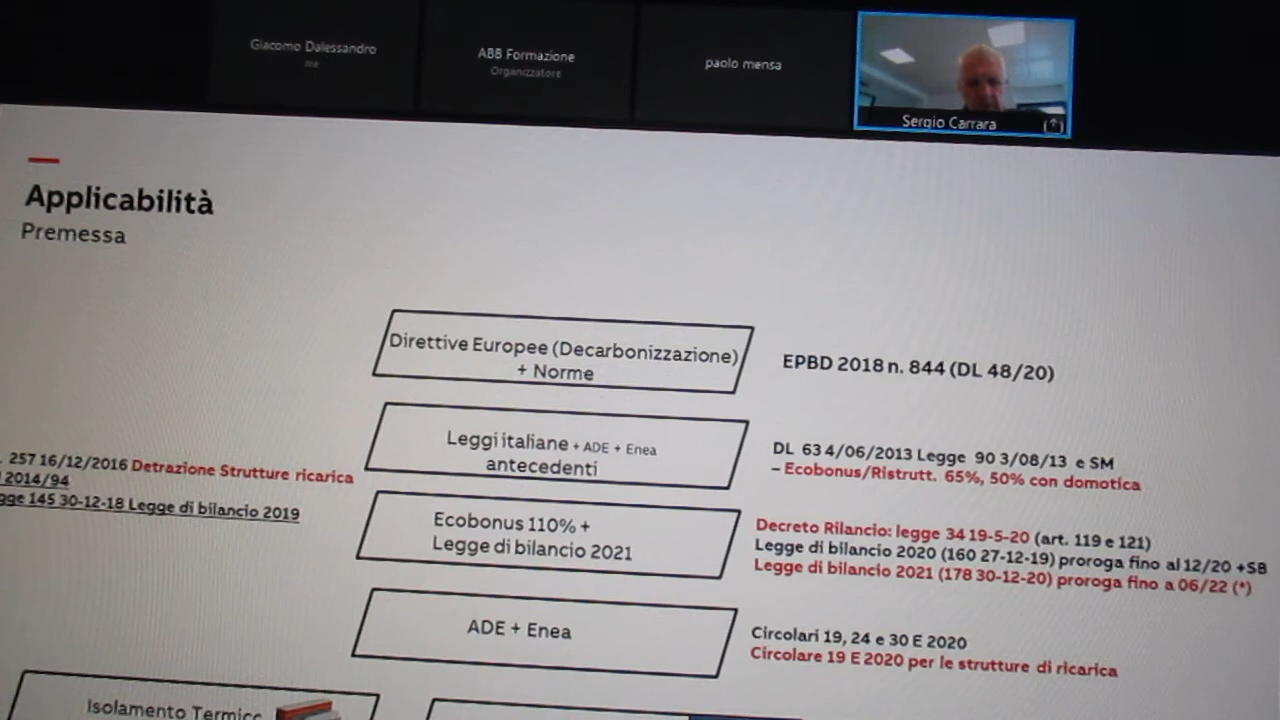 Giacomo Dalessandro
me
ABB Formazione
Organizzatore
paolo mensa
Sergio Carrara
Applicabilità
Premessa
Direttive Europee (Decarbonizzazione)
+ Norme
EPBD 2018 n. 844 (DL 48/20)
Leggi italiane + ADE + Enea
antecedenti
DL 63 4/06/2013 Legge 90 3/08/13 e SM
– Ecobonus/Ristrutt. 65%, 50% con domotica
257 16/12/2016 Detrazione Strutture ricarica
2014/94
145 30-12-18 Legge di bilancio 2019
Ecobonus 110% +
Legge di bilancio 2021
Decreto Rilancio: legge 34 19-5-20 (art. 119 e 121)
Legge di bilancio 2020 (160 27-12-19) proroga fino al 12/20 +SB
Legge di bilancio 2021 (178 30-12-20) proroga fino a 06/22 (*)
ADE + Enea
Circolari 19, 24 e 30 E 2020
Circolare 19 E 2020 per le strutture di ricarica
Isolamento